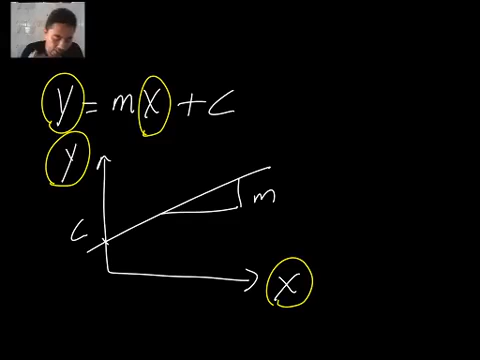 y = mx + c
y
m
c
x